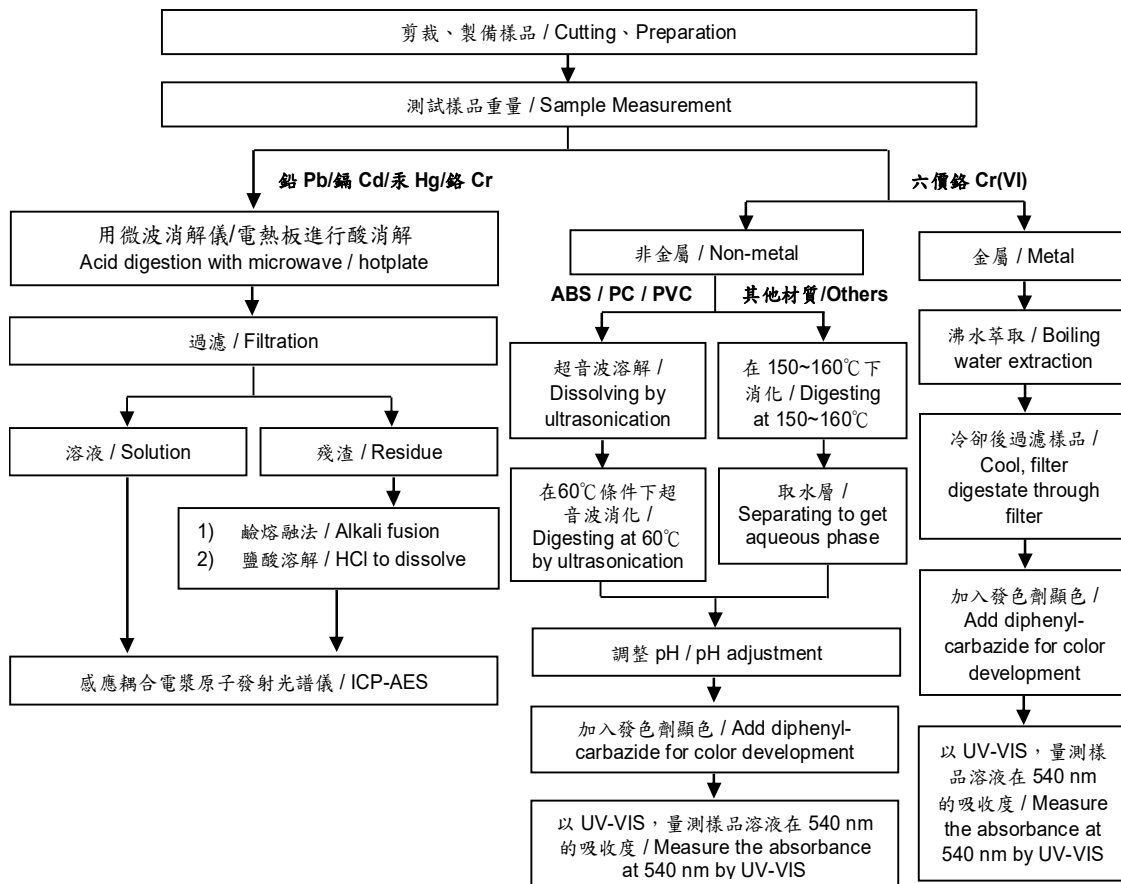 剪裁、製備樣品 / Cutting、Preparation
測試樣品重量 / Sample Measurement
鉛 Pb/鎘 Cd/汞 Hg/鉻 Cr
六價鉻 Cr(VI)
用微波消解儀/電熱板進行酸消解
Acid digestion with microwave / hotplate
過濾 / Filtration
溶液 / Solution
殘渣 / Residue
1) 鹼熔融法 / Alkali fusion
2) 鹽酸溶解 / HCl to dissolve
感應耦合電漿原子發射光譜儀 / ICP-AES
非金屬 / Non-metal
ABS / PC / PVC
其他材質/Others
超音波溶解 /
Dissolving by
ultrasonication
在60℃條件下超
音波消化 /
Digesting at 60℃
by ultrasonication
在 150~160℃下
消化 / Digesting
at 150~160℃
取水層 /
Separating to get
aqueous phase
調整 pH / pH adjustment
加入發色劑顯色 / Add diphenyl-
carbazide for color development
以 UV-VIS，量測樣品溶液在 540 nm
的吸收度 / Measure the absorbance
at 540 nm by UV-VIS
金屬 / Metal
沸水萃取 / Boiling
water extraction
冷卻後過濾樣品 /
Cool, filter
digestate through
filter
加入發色劑顯色 /
Add diphenyl-
carbazide for color
development
以 UV-VIS，量測樣
品溶液在 540 nm
的吸收度 / Measure
the absorbance at
540 nm by UV-VIS